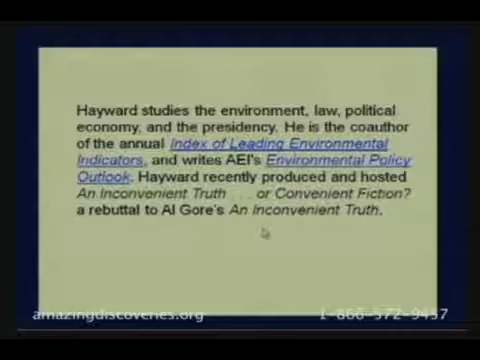 Hayward studies the environment, law, political
economy, and the presidency. He is the coauthor
of the annual Index of Leading Environmental
Indicators, and writes AEI's Environmental Policy
Outlook. Hayward recently produced and hosted
An Inconvenient Truth . . . or Convenient Fiction?
a rebuttal to Al Gore's An Inconvenient Truth.
amazingdiscoveries.org 1-866-572-9457